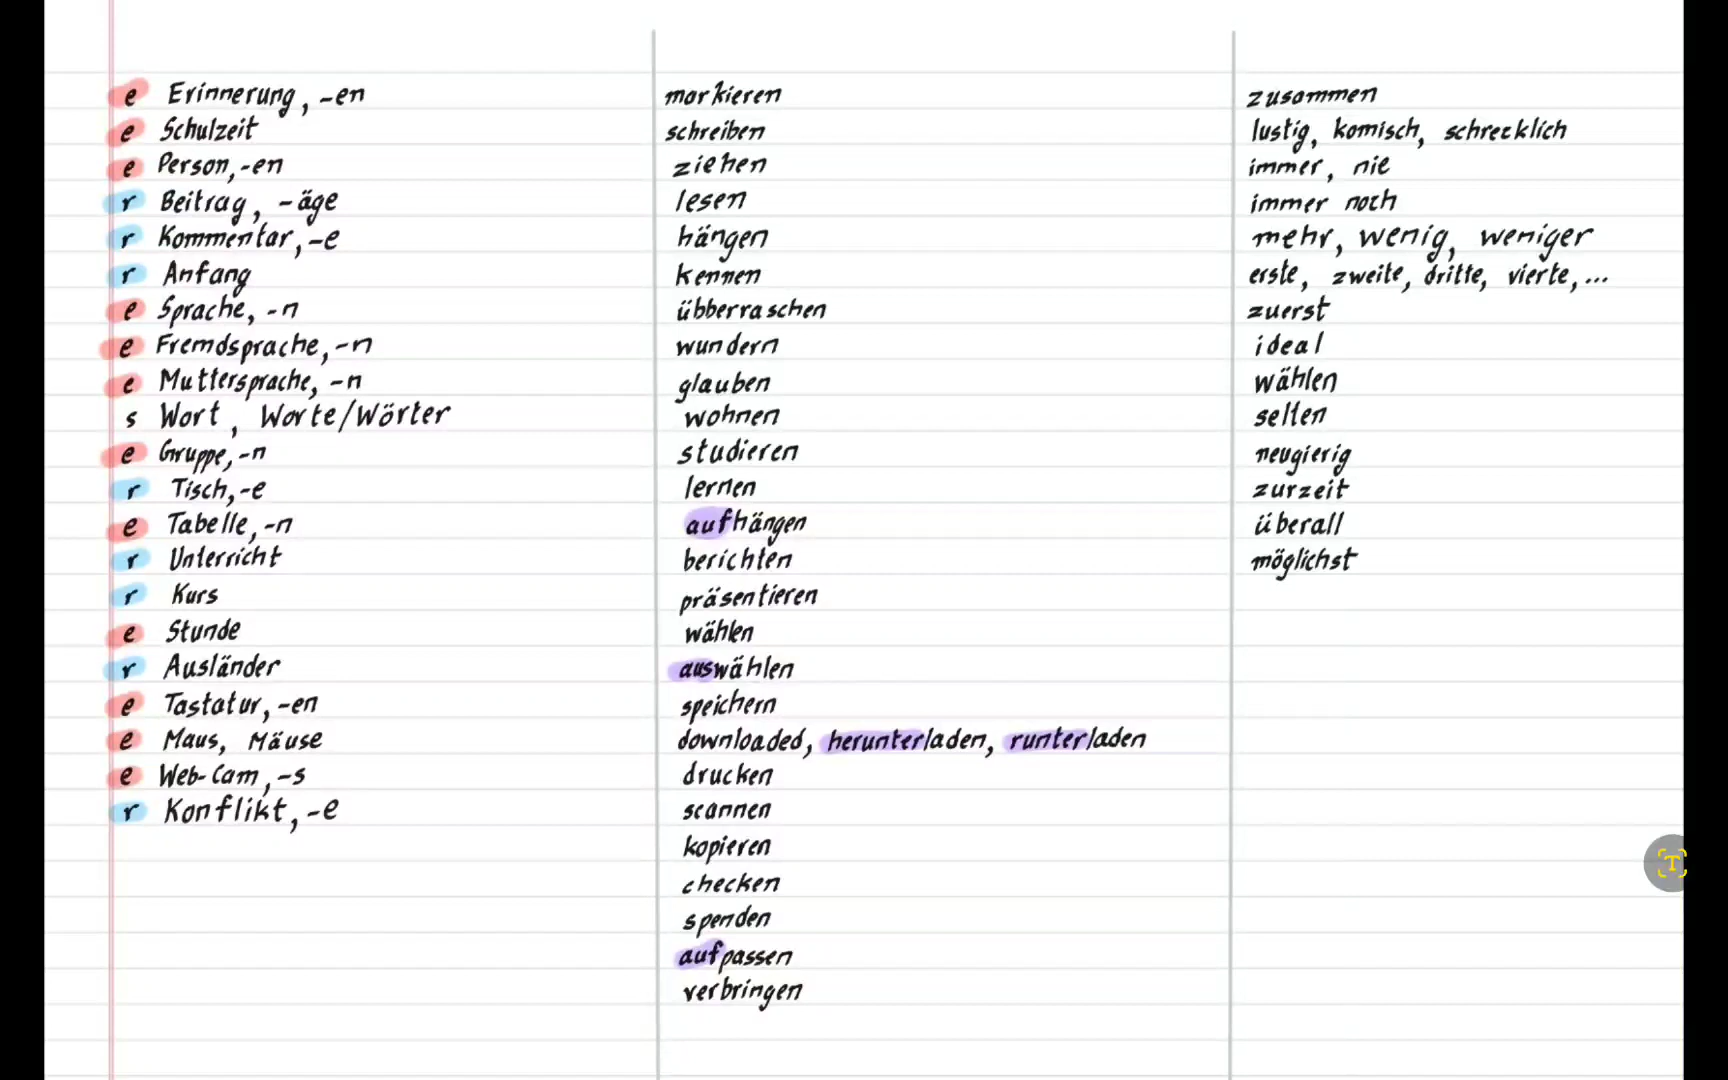 e Erinnerung, -en
e Schulzeit
e Person, -en
r Beitrag, -äge
r Kommentar, -e
r Anfang
e Sprache, -n
e Fremdsprache, -n
e Muttersprache, -n
s Wort, Worte/Wörter
e Gruppe, -n
r Tisch, -e
e Tabelle, -n
r Unterricht
r Kurs
e Stunde
r Ausländer
e Tastatur, -en
e Maus, Mäuse
e Web-Cam, -s
r Konflikt, -e
markieren
schreiben
ziehen
lesen
hängen
kennen
übberraschen
wundern
glauben
wohnen
studieren
lernen
aufhängen
berichten
präsentieren
wählen
auswählen
speichern
downloaded, herunterladen, runterladen
drucken
scannen
kopieren
checken
spenden
aufpassen
verbringen
zusammen
lustig, komisch, schrecklich
immer, nie
immer noch
mehr, wenig, weniger
erste, zweite, dritte, vierte, ...
zuerst
ideal
wählen
selten
neugierig
zurzeit
überall
möglichst